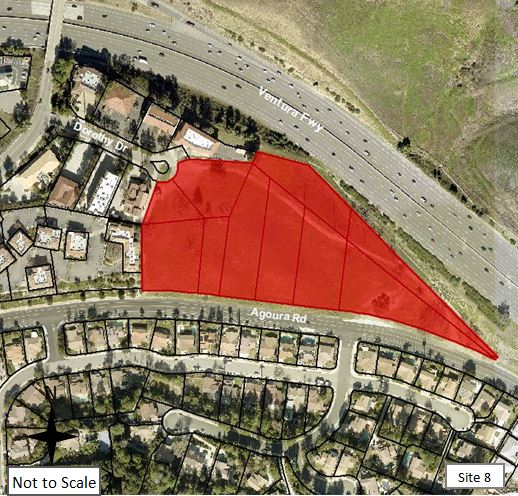 Ventura Fwy
Dorothy Dr
Agoura Rd
Not to Scale
Site 8